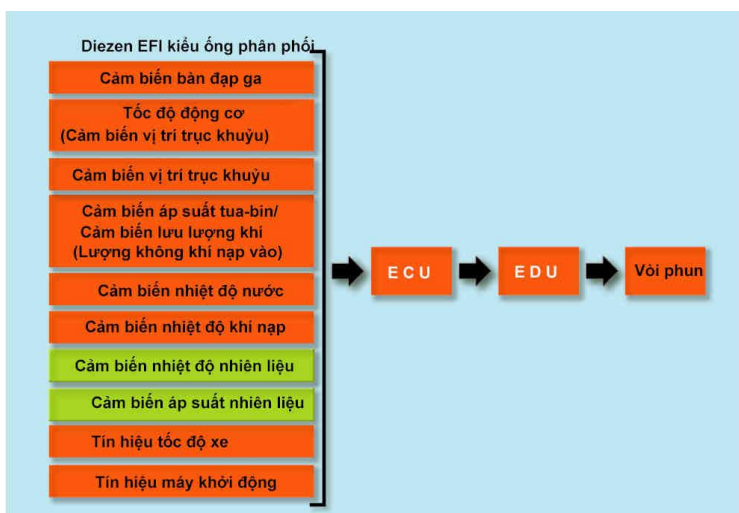 Diezen EFI kiểu ống phân phối
Cảm biến bàn đạp ga
Tốc độ động cơ
(Cảm biến vị trí trục khuỷu)
Cảm biến vị trí trục khuỷu
Cảm biến áp suất tua-bin/
Cảm biến lưu lượng khí
(Lượng không khí nạp vào)
Cảm biến nhiệt độ nước
Cảm biến nhiệt độ khí nạp
Cảm biến nhiệt độ nhiên liệu
Cảm biến áp suất nhiên liệu
Tín hiệu tốc độ xe
Tín hiệu máy khởi động
ECU
EDU
Vòi phun